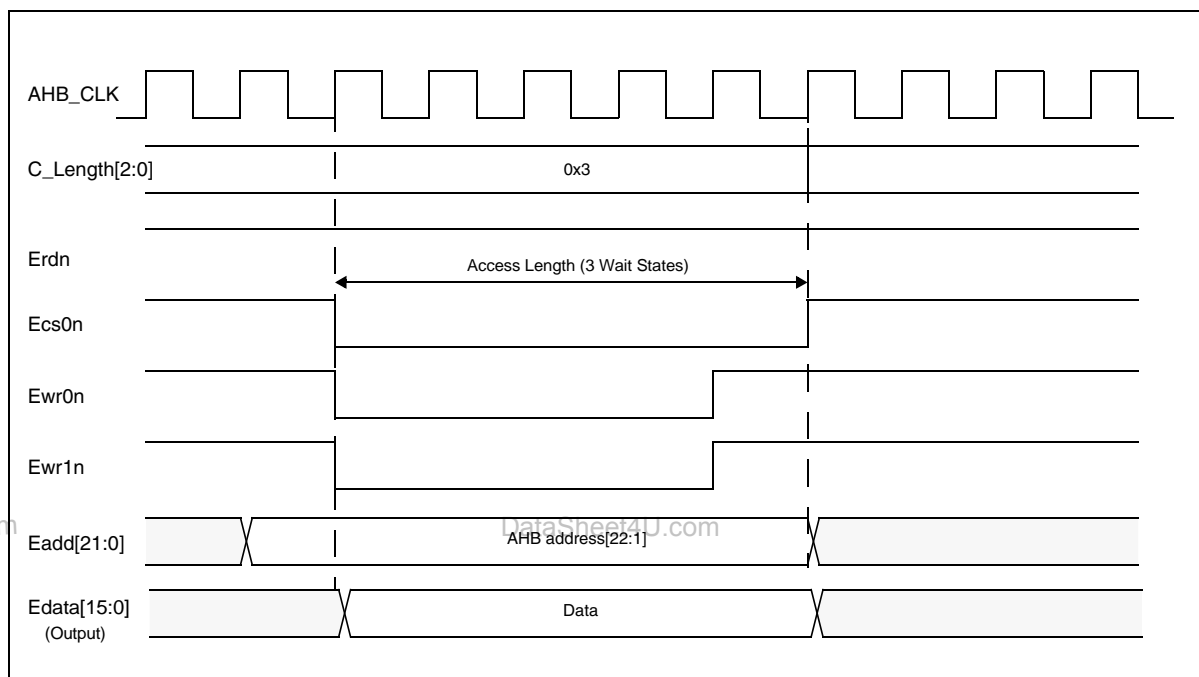 AHB_CLK
C_Length[2:0]
0x3
Erdn
Access Length (3 Wait States)
Ecs0n
Ewr0n
Ewr1n
m
DataSheet4U.com
Eadd[21:0]
AHB address[22:1]
Edata[15:0]
Data
(Output)